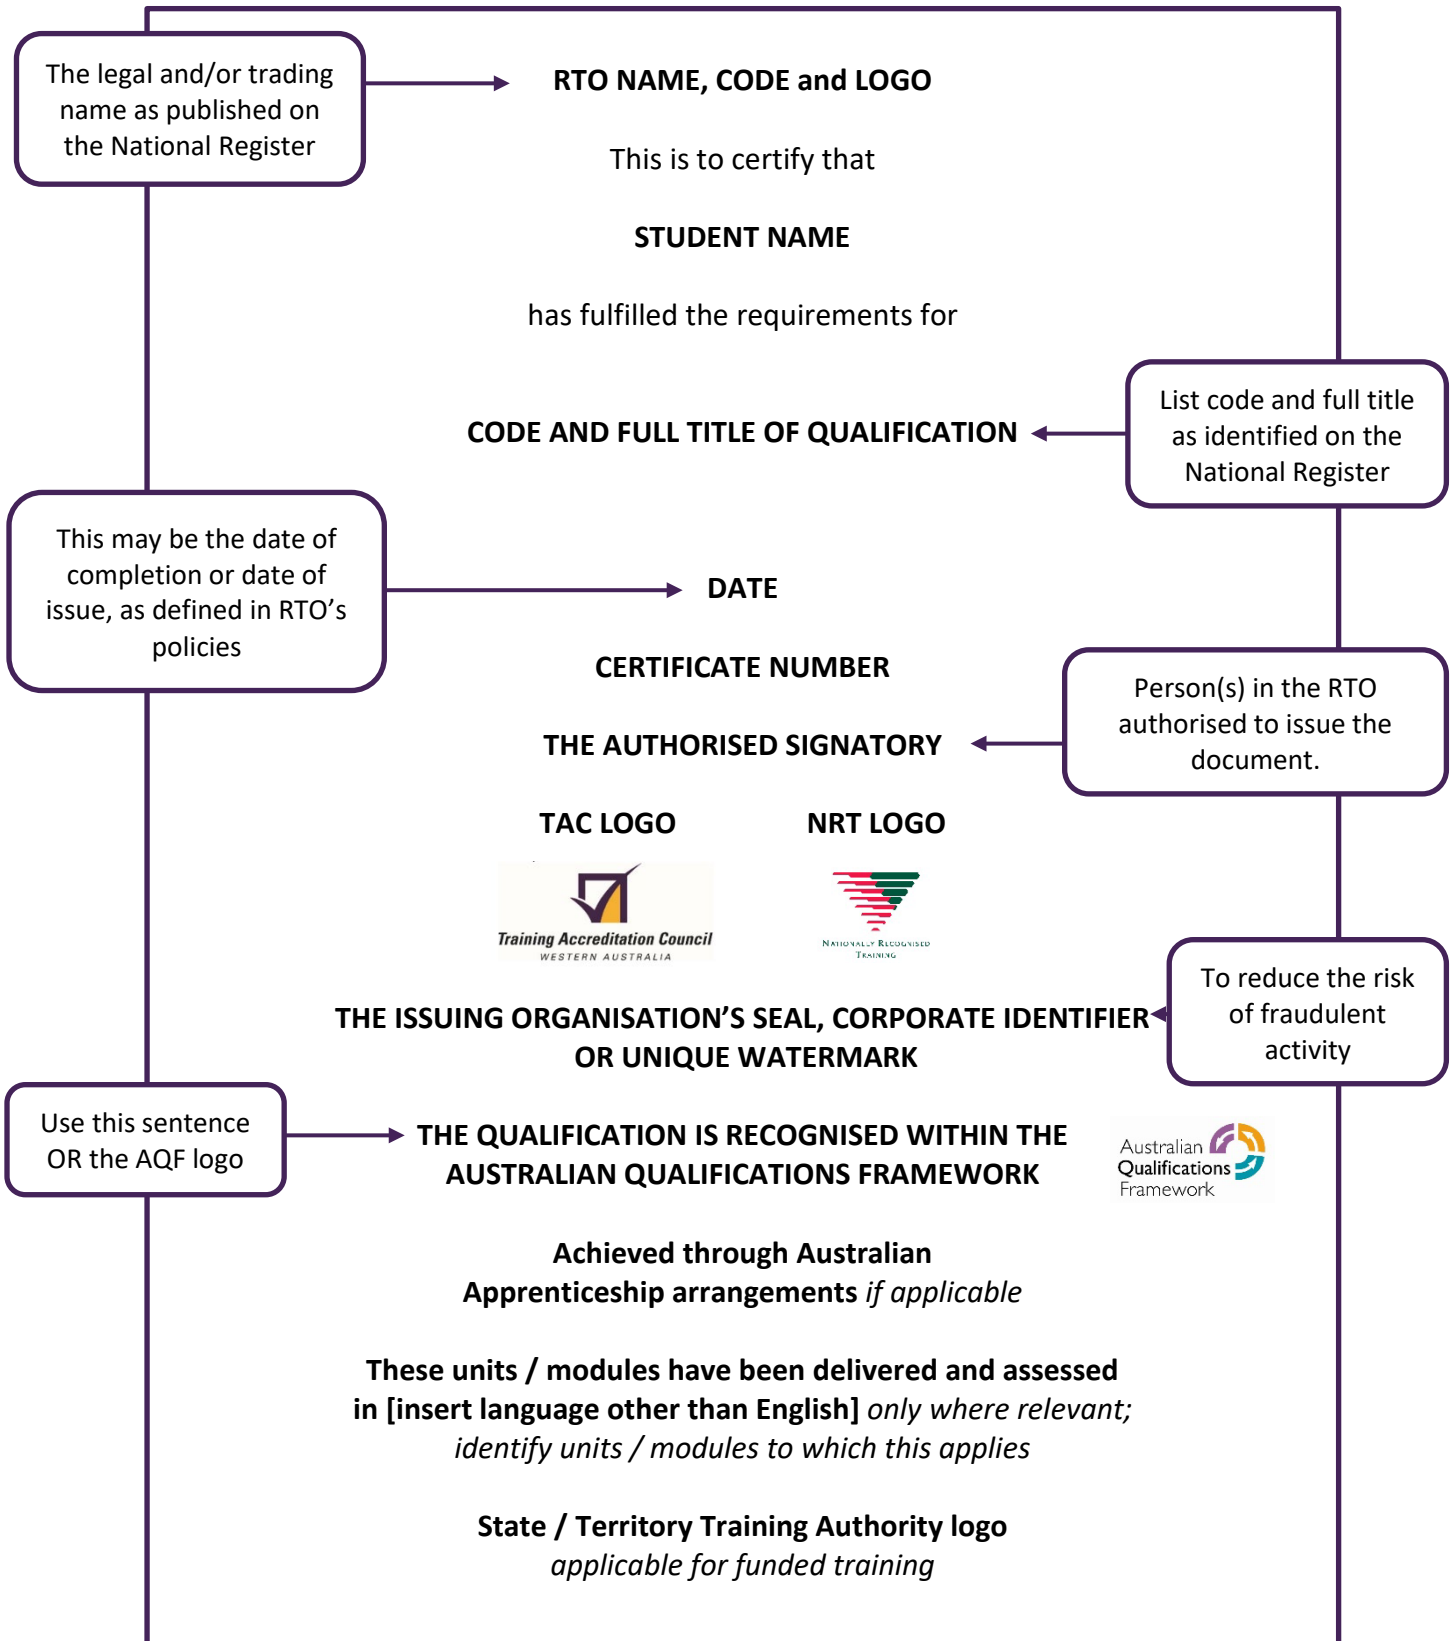 The legal and/or trading
name as published on
the National Register
RTO NAME, CODE and LOGO
This is to certify that
STUDENT NAME
has fulfilled the requirements for
CODE AND FULL TITLE OF QUALIFICATION
List code and full title
as identified on the
National Register
This may be the date of
completion or date of
issue, as defined in RTO’s
policies
DATE
CERTIFICATE NUMBER
THE AUTHORISED SIGNATORY
Person(s) in the RTO
authorised to issue the
document.
TAC LOGO
NRT LOGO
Training Accreditation Council
WESTERN AUSTRALIA
NATIONALLY RECOGNISED
TRAINING
THE ISSUING ORGANISATION’S SEAL, CORPORATE IDENTIFIER
OR UNIQUE WATERMARK
To reduce the risk
of fraudulent
activity
Use this sentence
OR the AQF logo
THE QUALIFICATION IS RECOGNISED WITHIN THE
AUSTRALIAN QUALIFICATIONS FRAMEWORK
Australian
Qualifications
Framework
Achieved through Australian
Apprenticeship arrangements if applicable
These units / modules have been delivered and assessed
in [insert language other than English] only where relevant;
identify units / modules to which this applies
State / Territory Training Authority logo
applicable for funded training